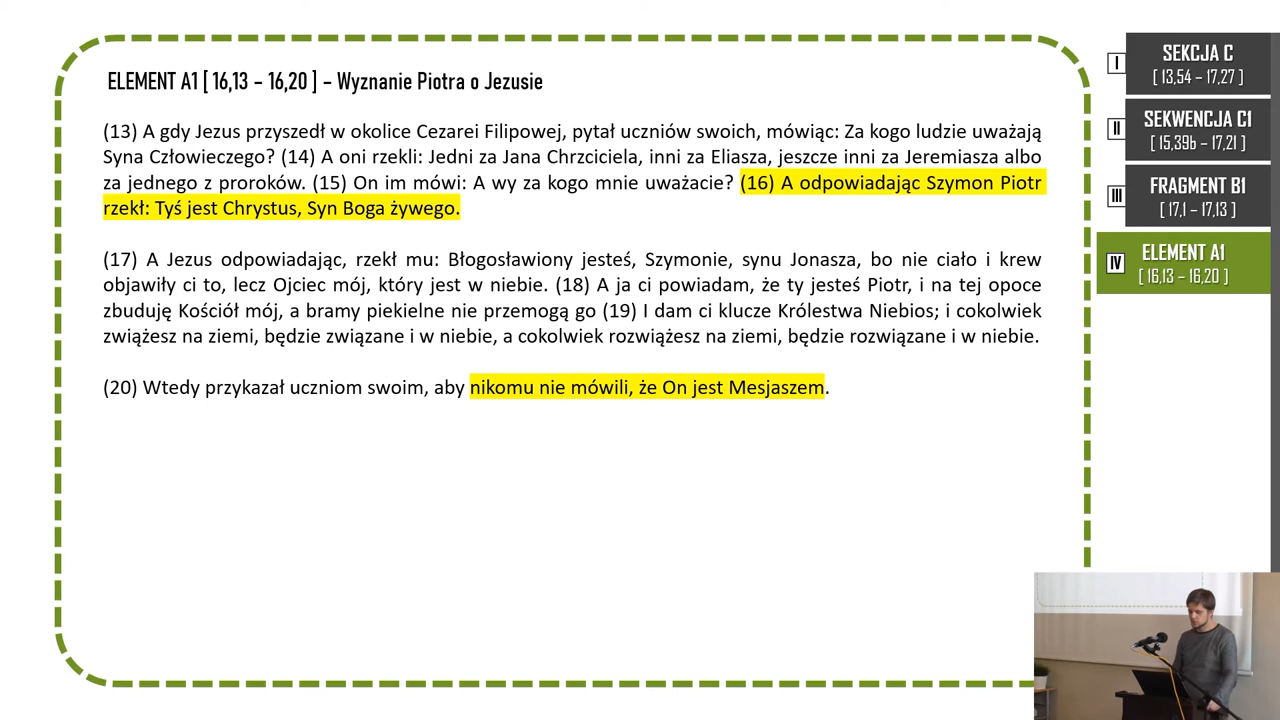 ELEMENT A1 [ 16,13 – 16,20 ] – Wyznanie Piotra o Jezusie
(13) A gdy Jezus przyszedł w okolice Cezarei Filipowej, pytał uczniów swoich, mówiąc: Za kogo ludzie uważają
Syna Człowieczego? (14) A oni rzekli: Jedni za Jana Chrzciciela, inni za Eliasza, jeszcze inni za Jeremiasza albo
za jednego z proroków. (15) On im mówi: A wy za kogo mnie uważacie? (16) A odpowiadając Szymon Piotr
rzekł: Tyś jest Chrystus, Syn Boga żywego.
(17) A Jezus odpowiadając, rzekł mu: Błogosławiony jesteś, Szymonie, synu Jonasza, bo nie ciało i krew
objawiły ci to, lecz Ojciec mój, który jest w niebie. (18) A ja ci powiadam, że ty jesteś Piotr, i na tej opoce
zbuduję Kościół mój, a bramy piekielne nie przemogą go (19) I dam ci klucze Królestwa Niebios; i cokolwiek
zwiążesz na ziemi, będzie związane i w niebie, a cokolwiek rozwiążesz na ziemi, będzie rozwiązane i w niebie.
(20) Wtedy przykazał uczniom swoim, aby nikomu nie mówili, że On jest Mesjaszem.
I
SEKCJA C
[ 13,54 – 17,27 ]
II
SEKWENCJA C1
[ 15,39b – 17,21 ]
III
FRAGMENT B1
[ 17,1 – 17,13 ]
IV
ELEMENT A1
[ 16,13 – 16,20 ]